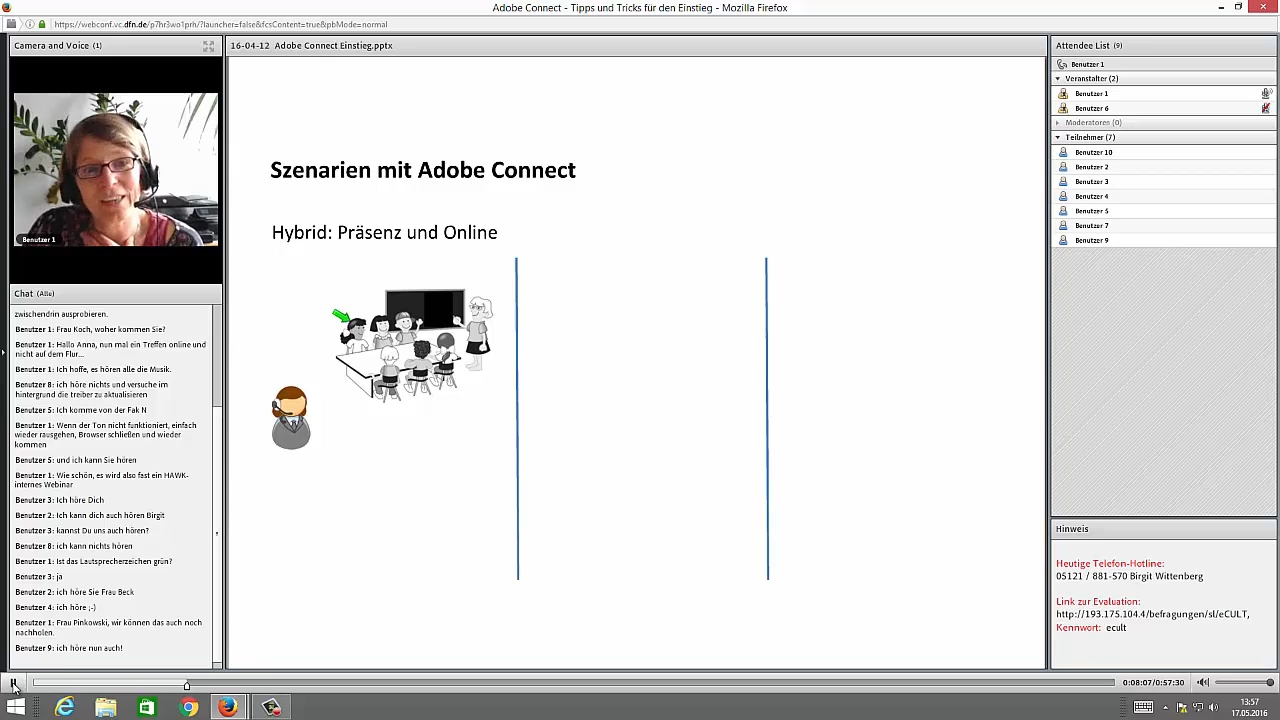 Adobe Connect - Tipps und Tricks für den Einstieg - Mozilla Firefox
https://webconf.vc.dfn.de/p7hr3wo1prh/?launcher=false&fcsContent=true&pbMode=normal
Camera and Voice (1)
Benutzer 1
Chat (Alle)
zwischendrin ausprobieren.
Benutzer 1: Frau Koch, woher kommen Sie?
Benutzer 1: Hallo Anna, nun mal ein Treffen online und
nicht auf dem Flur...
Benutzer 1: Ich hoffe, es hören alle die Musik.
Benutzer 8: ich höre nichts und versuche im
hintergrund die treiber zu aktualisieren
Benutzer 5: Ich komme von der Fak N
Benutzer 1: Wenn der Ton nicht funktioniert, einfach
wieder rausgehen, Browser schließen und wieder
kommen
Benutzer 5: und ich kann Sie hören
Benutzer 1: Wie schön, es wird also fast ein HAWK-
internes Webinar
Benutzer 3: Ich höre Dich
Benutzer 2: Ich kann dich auch hören Birgit
Benutzer 3: kannst Du uns auch hören?
Benutzer 8: ich kann nichts hören
Benutzer 1: Ist das Lautsprecherzeichen grün?
Benutzer 3: ja
Benutzer 2: ich höre Sie Frau Beck
Benutzer 4: ich höre ;-)
Benutzer 1: Frau Pinkowski, wir können das auch noch
nachholen.
Benutzer 9: ich höre nun auch!
16-04-12 Adobe Connect Einstieg.pptx
Szenarien mit Adobe Connect
Hybrid: Präsenz und Online
Attendee List (9)
Benutzer 1
Veranstalter (2)
Benutzer 1
Benutzer 6
Moderatoren (0)
Teilnehmer (7)
Benutzer 10
Benutzer 2
Benutzer 3
Benutzer 4
Benutzer 5
Benutzer 7
Benutzer 9
Hinweis
Heutige Telefon-Hotline:
05121 / 881-570 Birgit Wittenberg
Link zur Evaluation:
http://193.175.104.4/befragungen/sl/eCULT,
Kennwort: ecult
0:08:07/0:57:30
13:57
17.05.2016